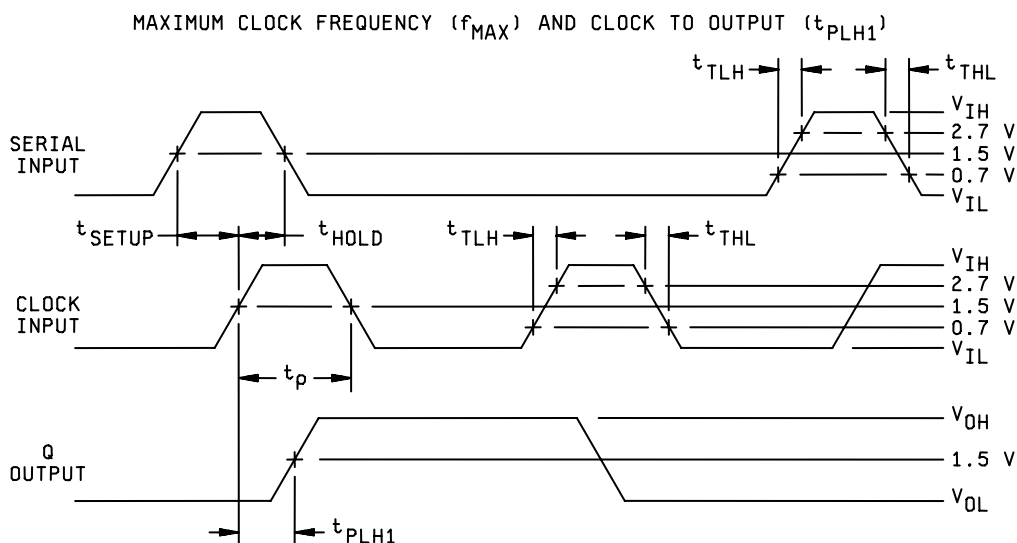 MAXIMUM CLOCK FREQUENCY (fMAX) AND CLOCK TO OUTPUT (tPLH1)
tTLH
tTHL
SERIAL
INPUT
VIH
2.7 V
1.5 V
0.7 V
VIL
tSETUP
tHOLD
tTLH
tTHL
CLOCK
INPUT
VIH
2.7 V
1.5 V
0.7 V
VIL
tp
Q
OUTPUT
VOH
1.5 V
VOL
tPLH1